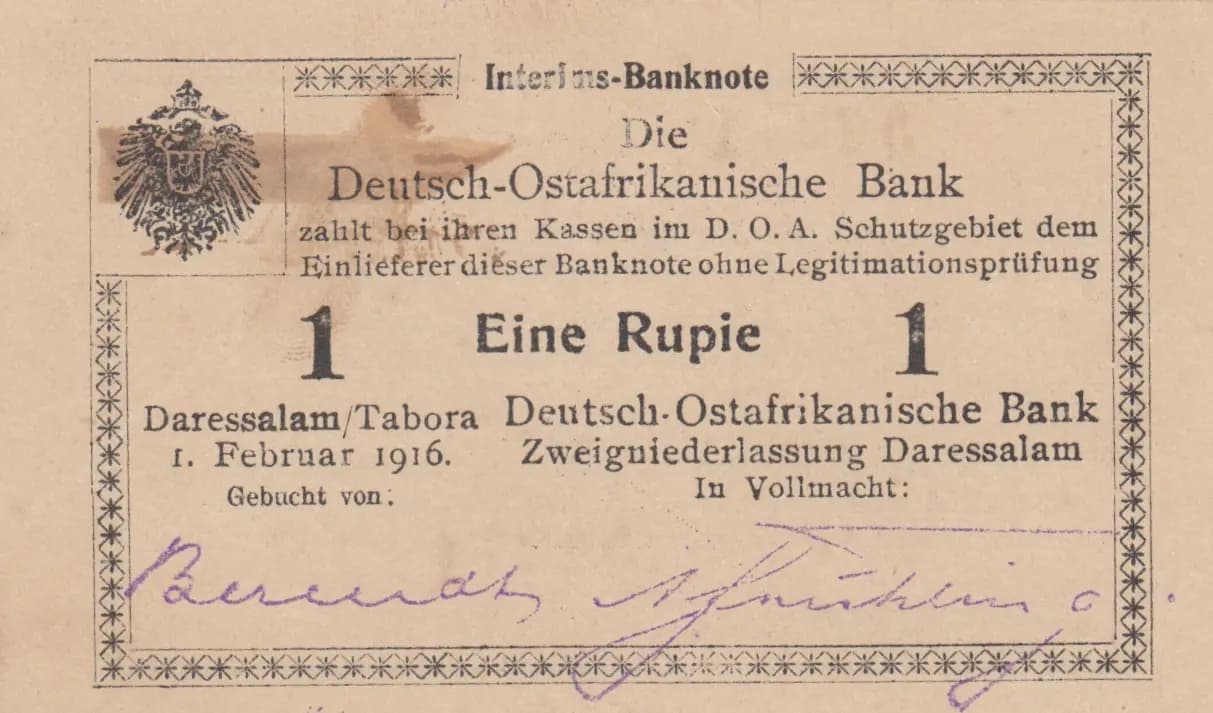 Interims-Banknote
Die
Deutsch-Ostafrikanische Bank
zahlt bei ihren Kassen im D. O. A. Schutzgebiet dem
Einlieferer dieser Banknote ohne Legitimationsprüfung
1 Eine Rupie 1
Daressalam/Tabora
1. Februar 1916.
Gebucht von:
Deutsch-Ostafrikanische Bank
Zweigniederlassung Daressalam
In Vollmacht:
Berendt